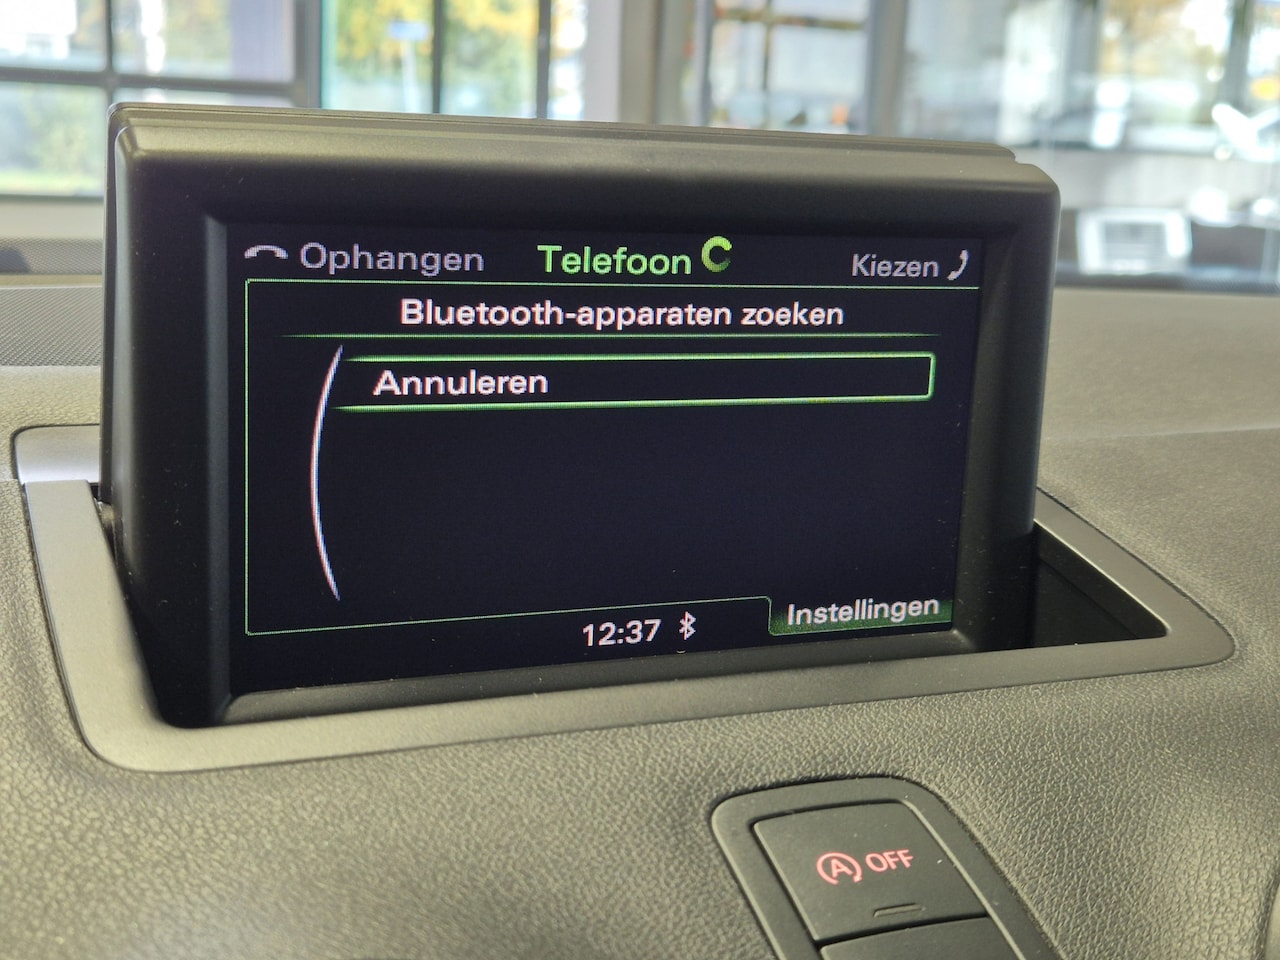 Ophangen Telefoon Kiezen
Bluetooth-apparaten zoeken
Annuleren
12:37 Instellingen
A OFF